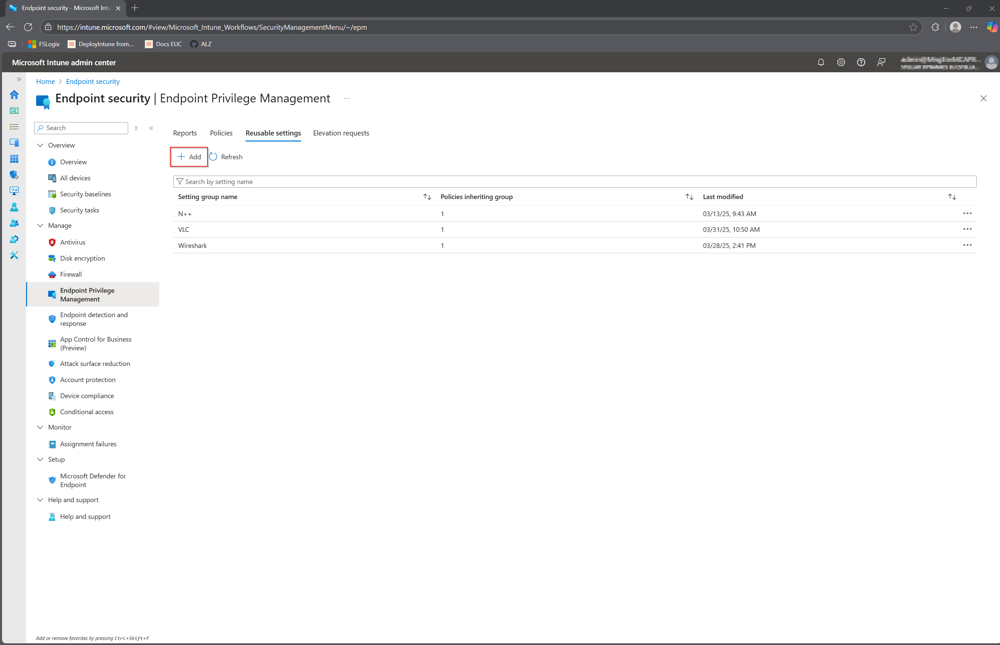 Endpoint security - Microsoft Intu
https://intune.microsoft.com/#view/Microsoft_Intune_Workflows/SecurityManagementMenu/~/epm
FSLogix
DeployIntune from...
Docs EUC
ALZ
Microsoft Intune admin center
Home > Endpoint security
Endpoint security | Endpoint Privilege Management ...
Search
Reports
Policies
Reusable settings
Elevation requests
Add
Refresh
Search by setting name
Setting group name Policies inheriting group Last modified
N++ 1 03/13/25, 9:43 AM
VLC 1 03/31/25, 10:50 AM
Wireshark 1 03/28/25, 2:41 PM
Overview
Overview
All devices
Security baselines
Security tasks
Manage
Antivirus
Disk encryption
Firewall
Endpoint Privilege
Management
Endpoint detection and
response
App Control for Business
(Preview)
Attack surface reduction
Account protection
Device compliance
Conditional access
Monitor
Assignment failures
Setup
Microsoft Defender for
Endpoint
Help and support
Help and support
Add or remove favorites by pressing Ctrl+Shift+F